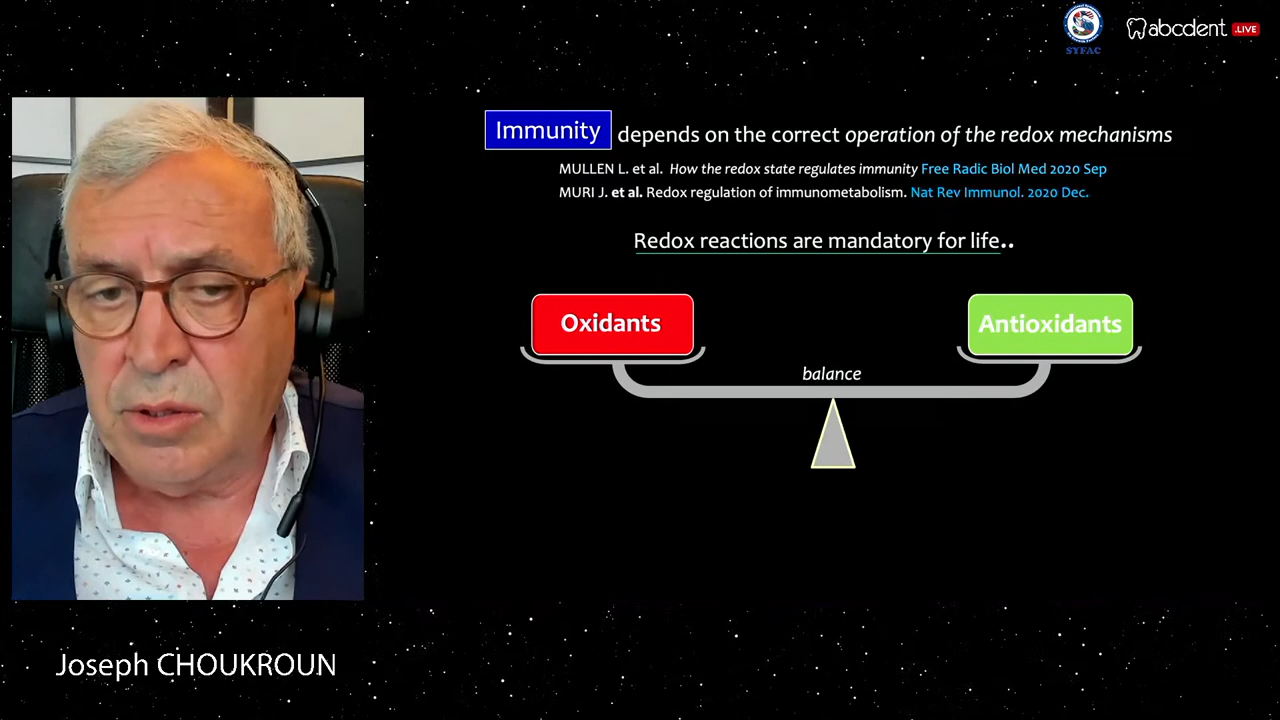 SYFAC
abcdent .LIVE
Immunity depends on the correct operation of the redox mechanisms
MULLEN L. et al. How the redox state regulates immunity Free Radic Biol Med 2020 Sep
MURI J. et al. Redox regulation of immunometabolism. Nat Rev Immunol. 2020 Dec.
Redox reactions are mandatory for life..
Oxidants
Antioxidants
balance
Joseph CHOUKROUN